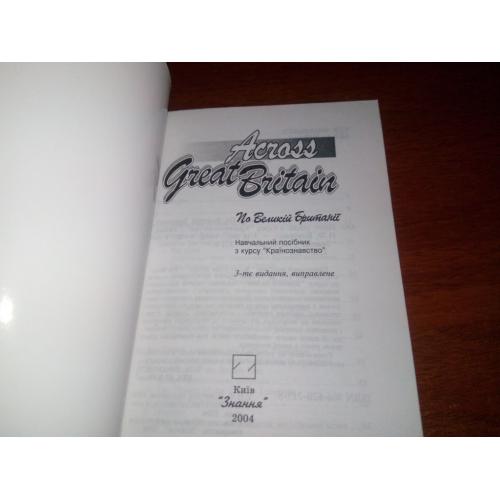 Across
Great Britain
По Великій Британії
Навчальний посібник
з курсу "Країнознавство"
3-тє видання, виправлене
Київ
"Знання"
2004